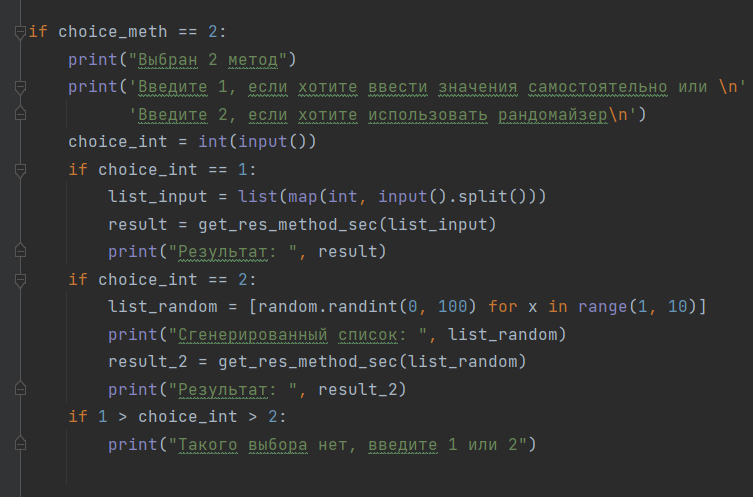 if choice_meth == 2:
    print("Выбран 2 метод")
    print('Введите 1, если хотите ввести значения самостоятельно или \n'
          'Введите 2, если хотите использовать рандомайзер\n')
    choice_int = int(input())
    if choice_int == 1:
        list_input = list(map(int, input().split()))
        result = get_res_method_sec(list_input)
        print("Результат: ", result)
    if choice_int == 2:
        list_random = [random.randint(0, 100) for x in range(1, 10)]
        print("Сгенерированный список: ", list_random)
        result_2 = get_res_method_sec(list_random)
        print("Результат: ", result_2)
    if 1 > choice_int > 2:
        print("Такого выбора нет, введите 1 или 2")